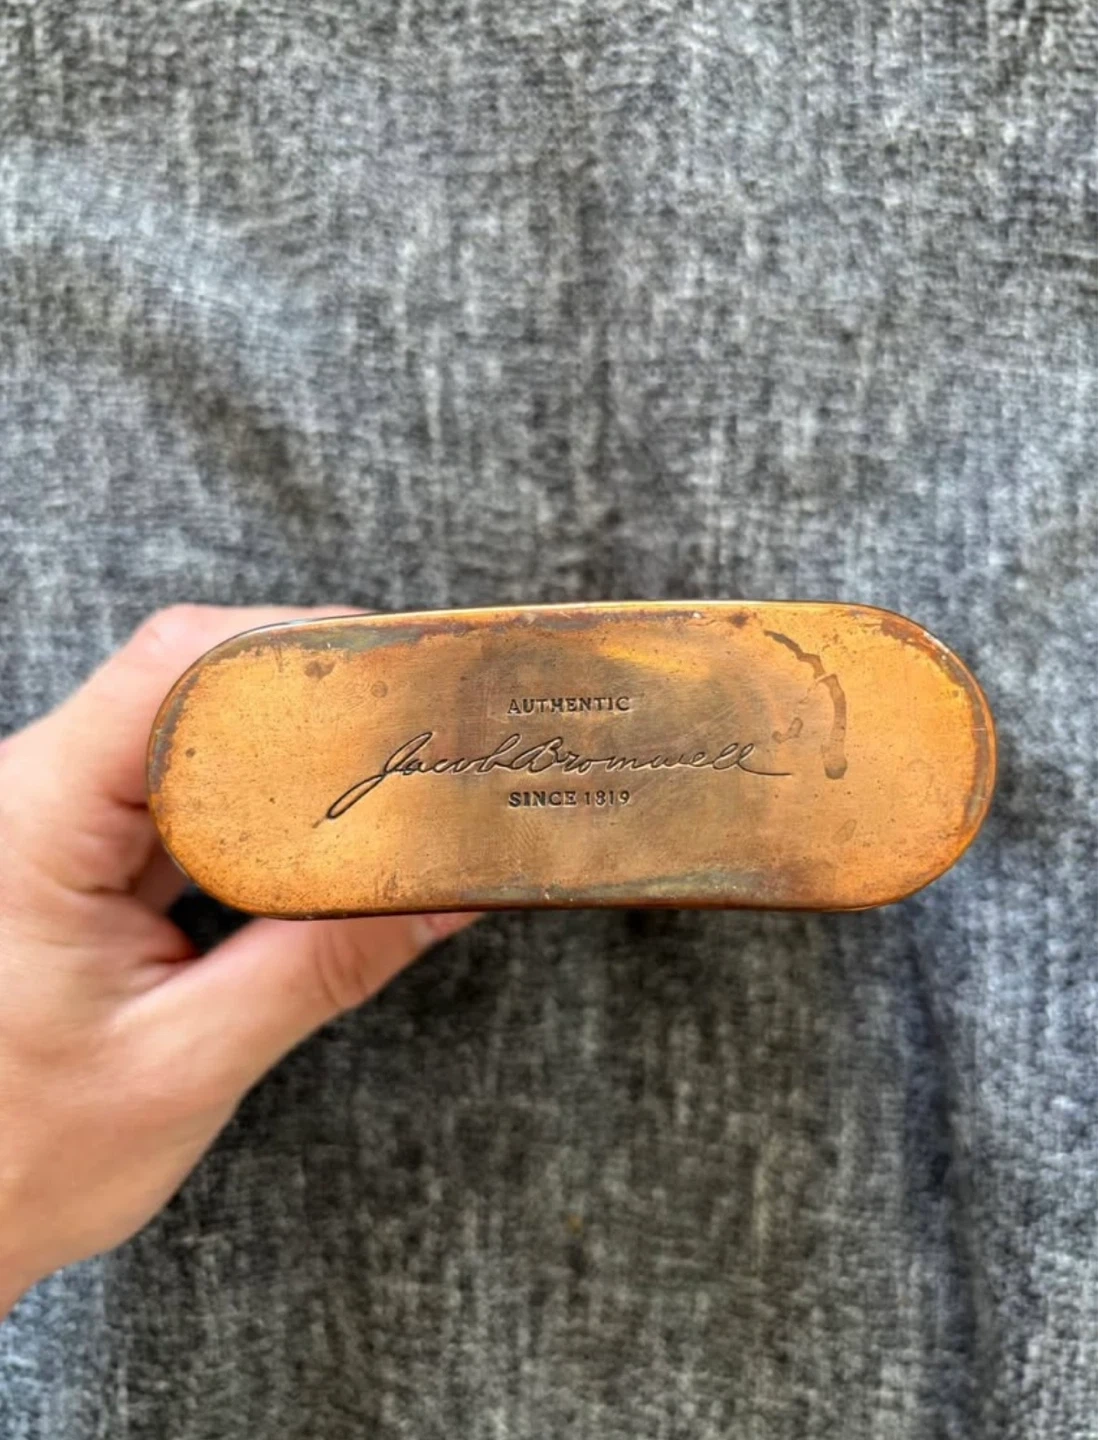 AUTHENTIC
Jacob Bromwell
SINCE 1819